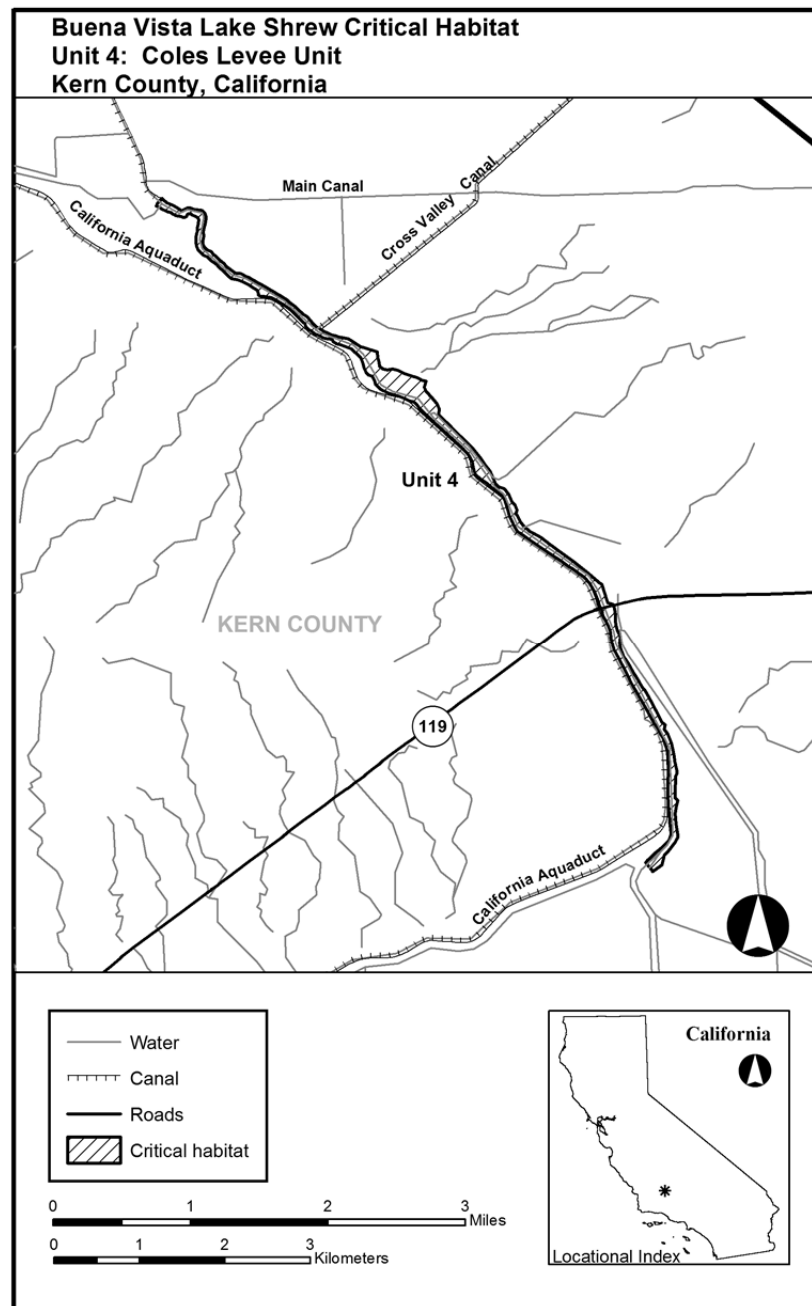 Buena Vista Lake Shrew Critical Habitat
Unit 4: Coles Levee Unit
Kern County, California
Main Canal
Cross Valley Canal
California Aquaduct
Unit 4
KERN COUNTY
119
California Aquaduct
Water
Canal
Roads
Critical habitat
0 1 2 3
Miles
0 1 2 3
Kilometers
California
Locational Index